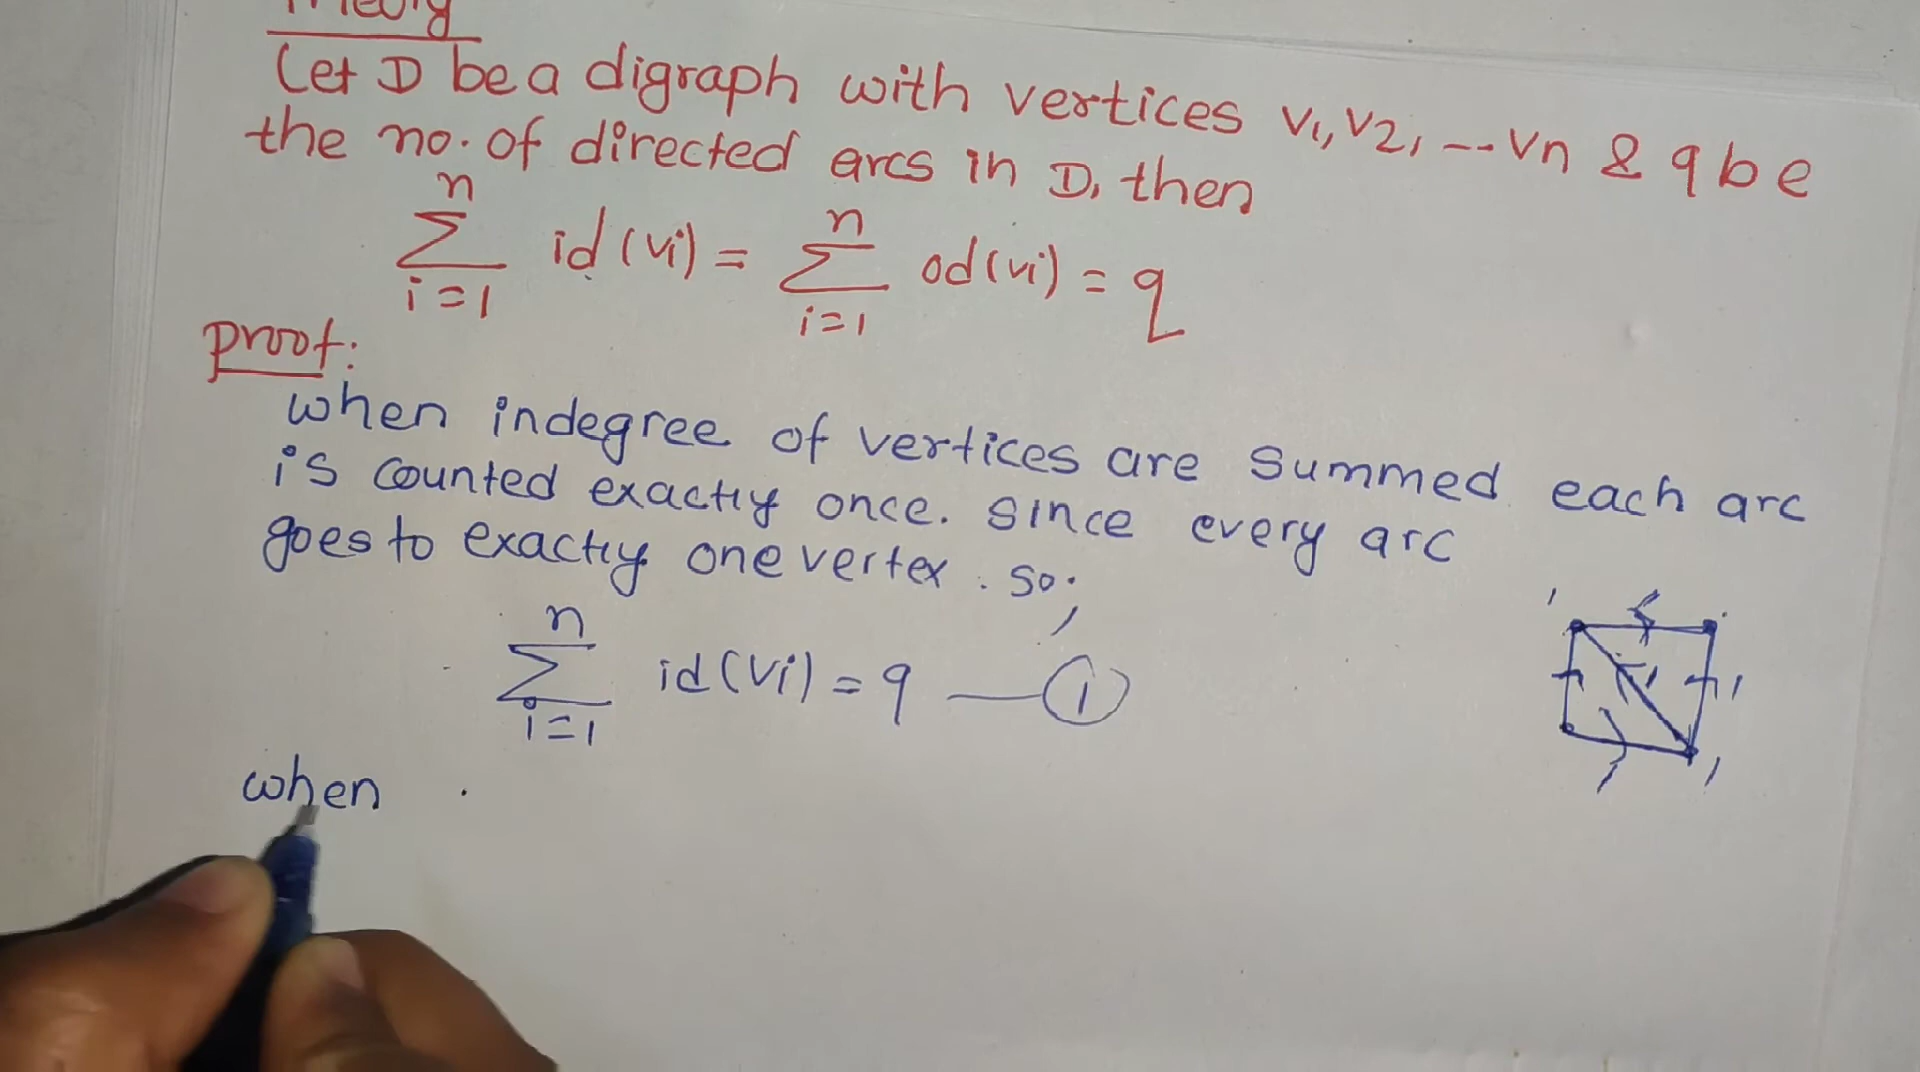 Theory
Let D be a digraph with vertices v1, v2, --- vn & q be
the no. of directed arcs in D, then
n∑i=1 id(vi) = n∑i=1 od(vi) = q
proof:
when indegree of vertices are summed each arc
is counted exactly once. since every arc
goes to exactly one vertex. so,
n∑i=1 id(vi) = q — ①
when